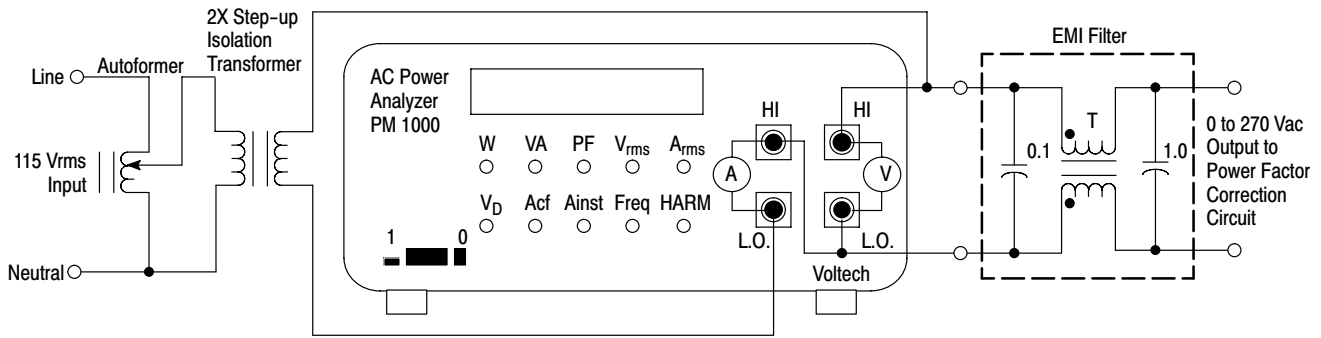 2X Step-up
Isolation
Transformer
Autoformer
Line
115 Vrms
Input
Neutral
AC Power
Analyzer
PM 1000
W VA PF Vrms Arms
VD Acf Ainst Freq HARM
1 0
HI
HI
A
V
L.O.
L.O.
Voltech
EMI Filter
0.1
T
1.0
0 to 270 Vac
Output to
Power Factor
Correction
Circuit